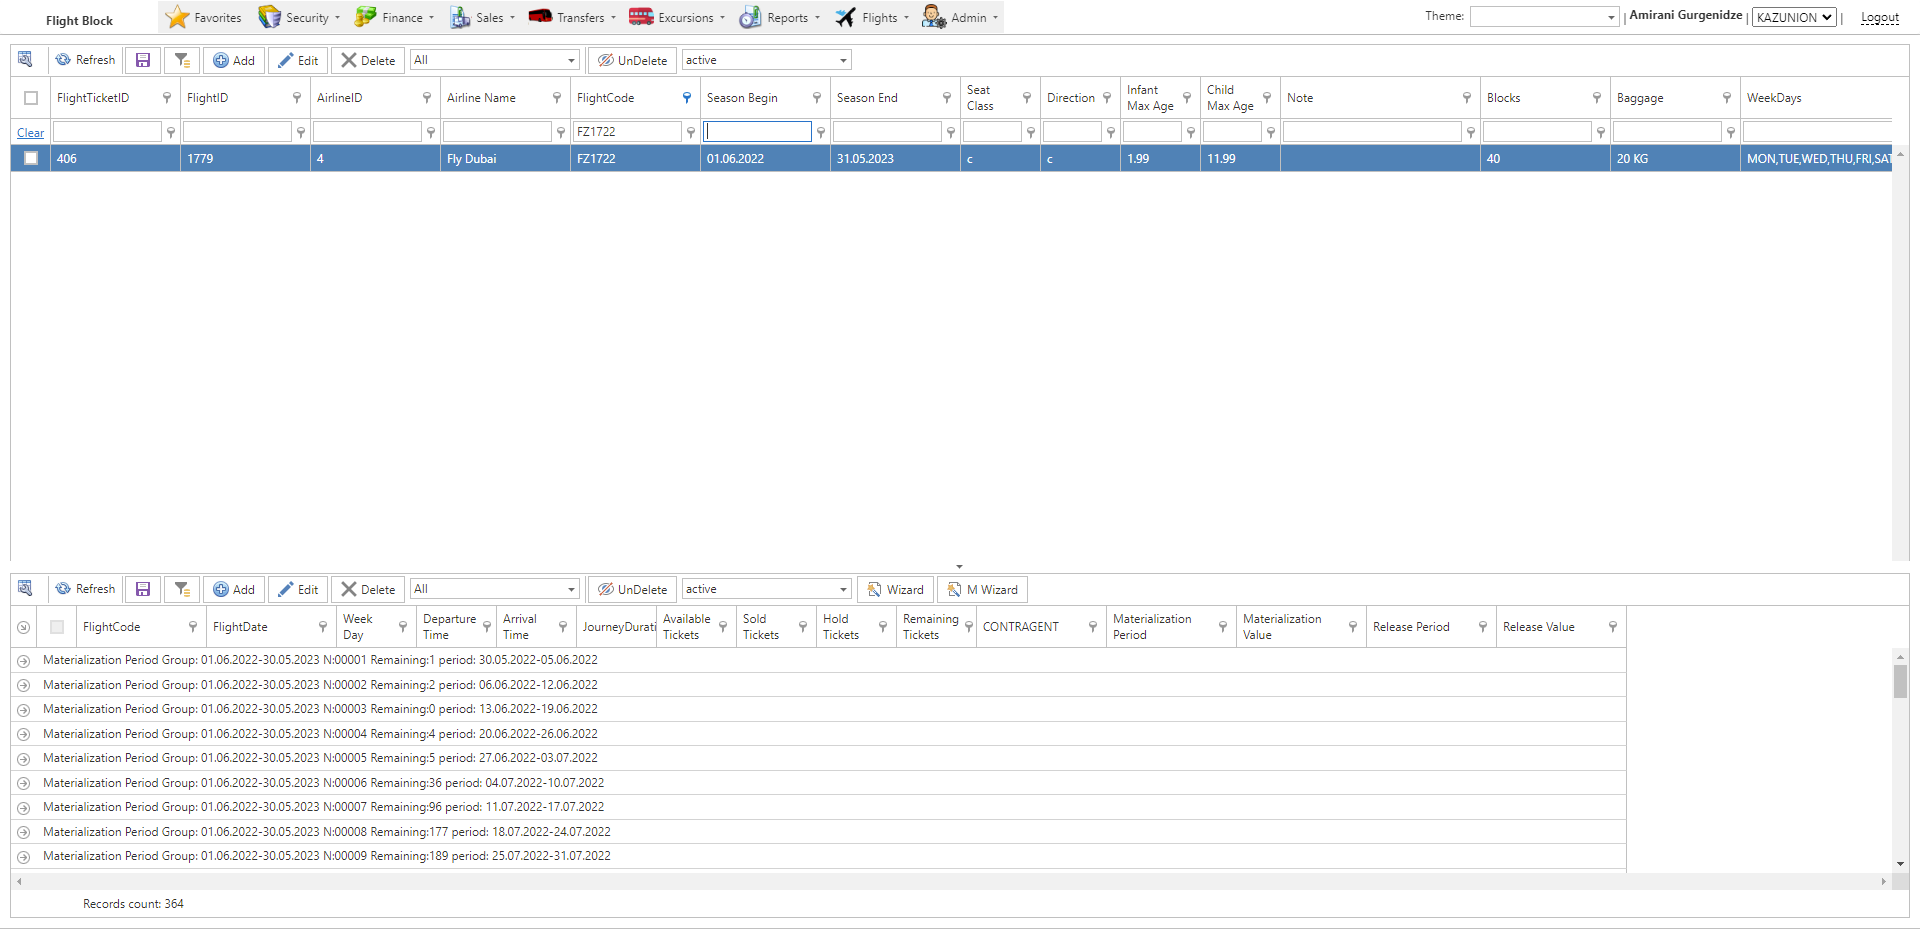 Flight Block Favorites Security Finance Sales Transfers Excursions Reports Flights Admin Theme: | Amirani Gurgenidze | KAZUNION | Logout
Refresh Add Edit Delete All UnDelete active
FlightTicketID FlightID AirlineID Airline Name FlightCode Season Begin Season End Seat Class Direction Infant Max Age Child Max Age Note Blocks Baggage WeekDays
Clear FZ1722
406 1779 4 Fly Dubai FZ1722 01.06.2022 31.05.2023 c c 1.99 11.99 40 20 KG MON,TUE,WED,THU,FRI,SAT
Refresh Add Edit Delete All UnDelete active Wizard M Wizard
FlightCode FlightDate Week Day Departure Time Arrival Time JourneyDurati Available Tickets Sold Tickets Hold Tickets Remaining Tickets CONTRAGENT Materialization Period Materialization Value Release Period Release Value
Materialization Period Group: 01.06.2022-30.05.2023 N:00001 Remaining:1 period: 30.05.2022-05.06.2022
Materialization Period Group: 01.06.2022-30.05.2023 N:00002 Remaining:2 period: 06.06.2022-12.06.2022
Materialization Period Group: 01.06.2022-30.05.2023 N:00003 Remaining:0 period: 13.06.2022-19.06.2022
Materialization Period Group: 01.06.2022-30.05.2023 N:00004 Remaining:4 period: 20.06.2022-26.06.2022
Materialization Period Group: 01.06.2022-30.05.2023 N:00005 Remaining:5 period: 27.06.2022-03.07.2022
Materialization Period Group: 01.06.2022-30.05.2023 N:00006 Remaining:36 period: 04.07.2022-10.07.2022
Materialization Period Group: 01.06.2022-30.05.2023 N:00007 Remaining:96 period: 11.07.2022-17.07.2022
Materialization Period Group: 01.06.2022-30.05.2023 N:00008 Remaining:177 period: 18.07.2022-24.07.2022
Materialization Period Group: 01.06.2022-30.05.2023 N:00009 Remaining:189 period: 25.07.2022-31.07.2022
Records count: 364